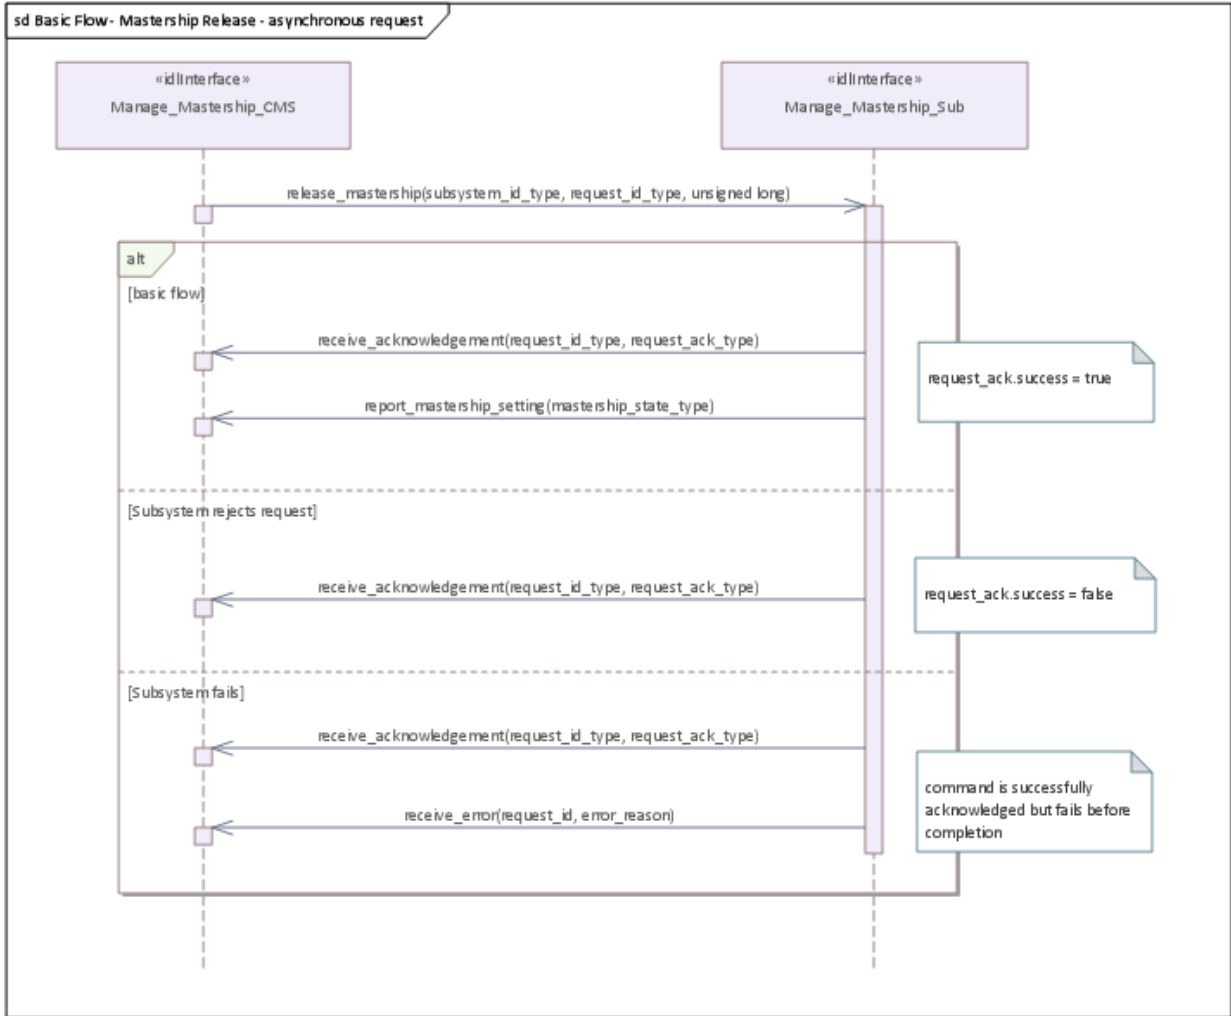 sd Basic Flow - Mastership Release - asynchronous request
«idlInterface»
Manage_Mastership_CMS
«idlInterface»
Manage_Mastership_Sub
release_mastership(subsystem_id_type, request_id_type, unsigned long)
alt
[basic flow]
receive_acknowledgement(request_id_type, request_ack_type)
request_ack.success = true
report_mastership_setting(mastership_state_type)
[Subsystem rejects request]
receive_acknowledgement(request_id_type, request_ack_type)
request_ack.success = false
[Subsystem fails]
receive_acknowledgement(request_id_type, request_ack_type)
command is successfully
acknowledged but fails before
completion
receive_error(request_id, error_reason)